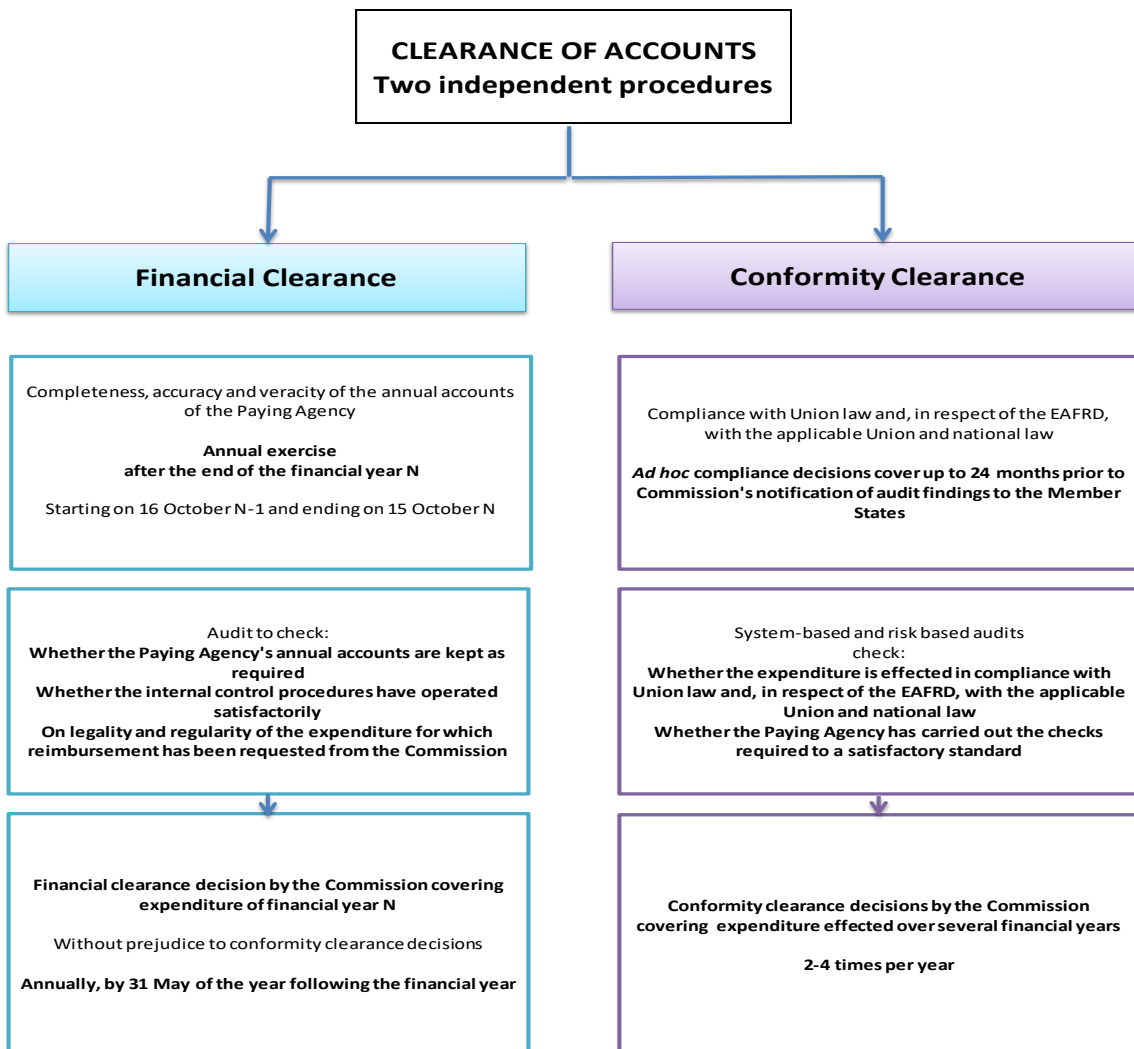 CLEARANCE OF ACCOUNTS
Two independent procedures
Financial Clearance
Completeness, accuracy and veracity of the annual accounts
of the Paying Agency
Annual exercise
after the end of the financial year N
Starting on 16 October N-1 and ending on 15 October N
Audit to check:
Whether the Paying Agency's annual accounts are kept as
required
Whether the internal control procedures have operated
satisfactorily
On legality and regularity of the expenditure for which
reimbursement has been requested from the Commission
Financial clearance decision by the Commission covering
expenditure of financial year N
Without prejudice to conformity clearance decisions
Annually, by 31 May of the year following the financial year
Conformity Clearance
Compliance with Union law and, in respect of the EAFRD,
with the applicable Union and national law
Ad hoc compliance decisions cover up to 24 months prior to
Commission's notification of audit findings to the Member
States
System-based and risk based audits
check:
Whether the expenditure is effected in compliance with
Union law and, in respect of the EAFRD, with the applicable
Union and national law
Whether the Paying Agency has carried out the checks
required to a satisfactory standard
Conformity clearance decisions by the Commission
covering expenditure effected over several financial years
2-4 times per year